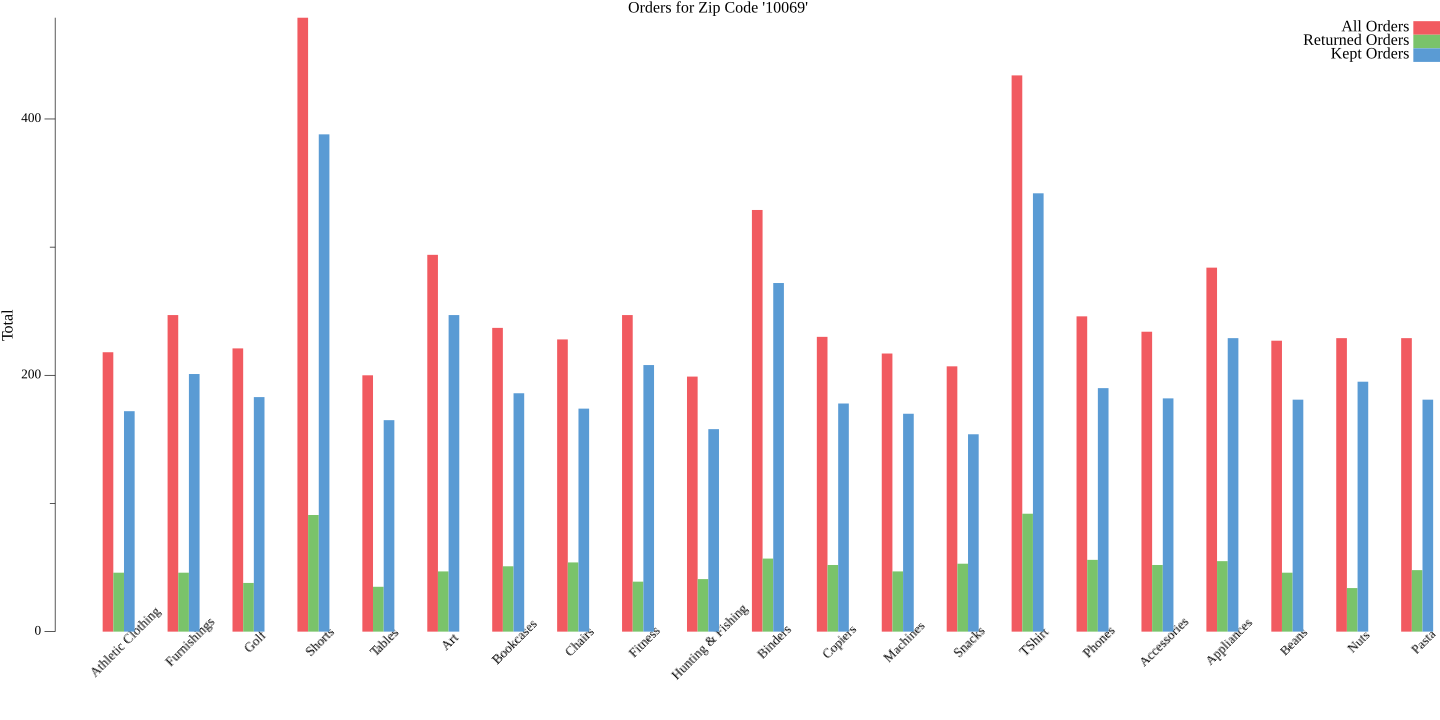 Orders for Zip Code '10069'
All Orders
Returned Orders
Kept Orders
Total
400
200
0
Athletic Clothing
Furnishings
Golf
Shorts
Tables
Art
Bookcases
Chairs
Fitness
Hunting & Fishing
Binders
Copiers
Machines
Snacks
TShirt
Phones
Accessories
Appliances
Beans
Nuts
Pasta